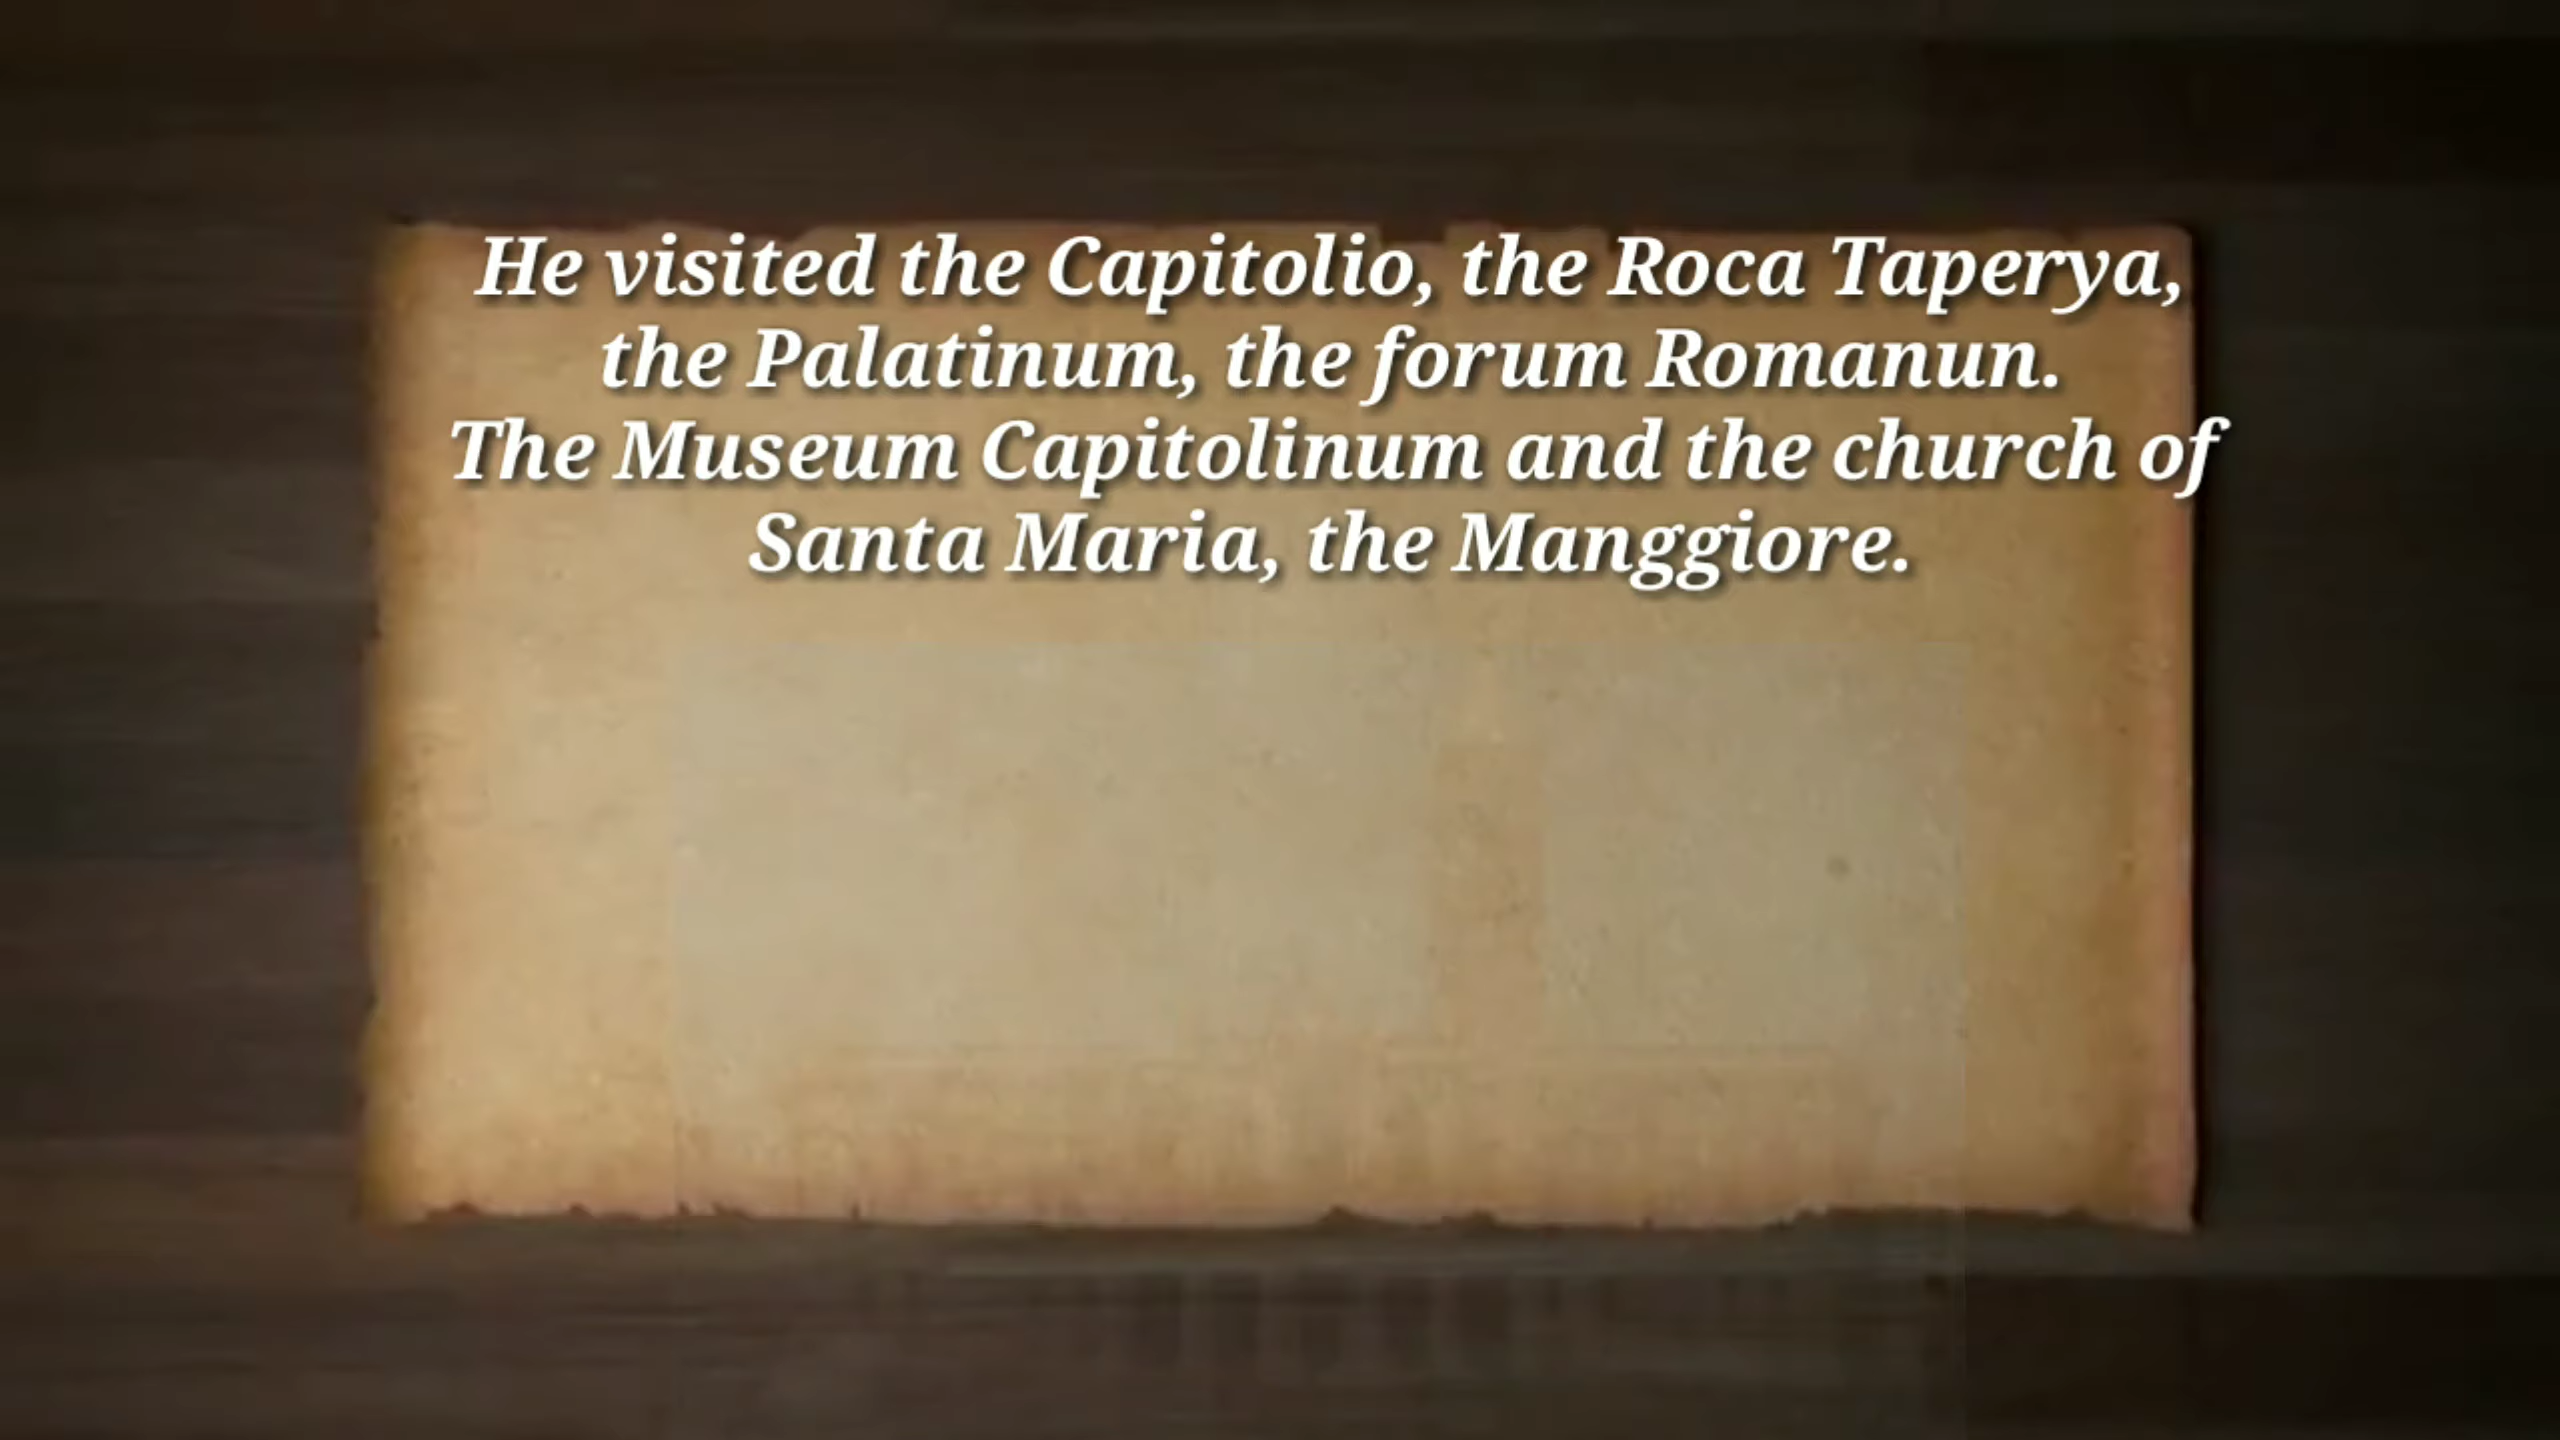 He visited the Capitolio, the Roca Taperya,
the Palatinum, the forum Romanun.
The Museum Capitolinum and the church of
Santa Maria, the Manggiore.